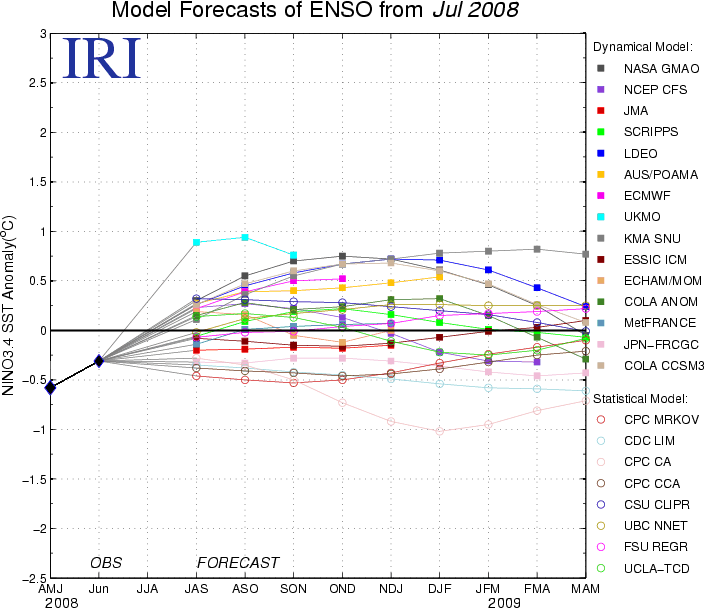 Model Forecasts of ENSO from Jul 2008
IRI
NINO3.4 SST Anomaly(°C)
3
2.5
2
1.5
1
0.5
0
−0.5
−1
−1.5
−2
−2.5
OBS
FORECAST
AMJ Jun JJA JAS ASO SON OND NDJ DJF JFM FMA MAM
2008 2009
Dynamical Model:
NASA GMAO
NCEP CFS
JMA
SCRIPPS
LDEO
AUS/POAMA
ECMWF
UKMO
KMA SNU
ESSIC ICM
ECHAM/MOM
COLA ANOM
MetFRANCE
JPN−FRCGC
COLA CCSM3
Statistical Model:
CPC MRKOV
CDC LIM
CPC CA
CPC CCA
CSU CLIPR
UBC NNET
FSU REGR
UCLA−TCD